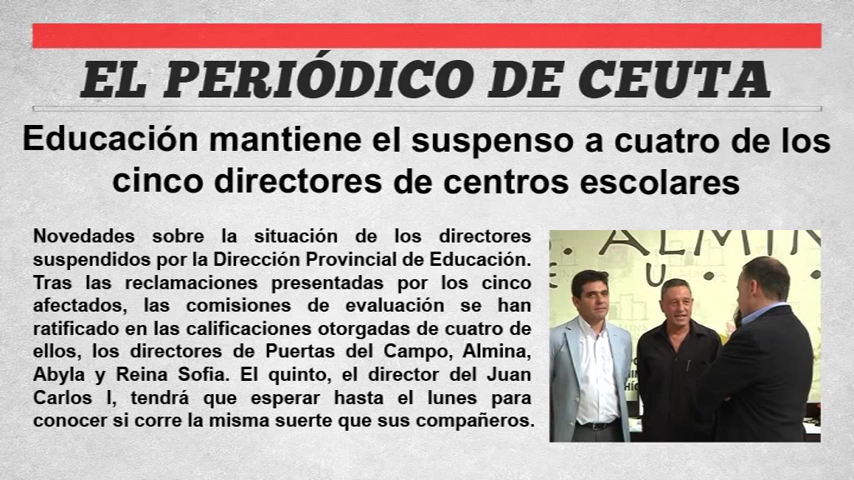 EL PERIÓDICO DE CEUTA
Educación mantiene el suspenso a cuatro de los
cinco directores de centros escolares
Novedades sobre la situación de los directores
suspendidos por la Dirección Provincial de Educación.
Tras las reclamaciones presentadas por los cinco
afectados, las comisiones de evaluación se han
ratificado en las calificaciones otorgadas de cuatro de
ellos, los directores de Puertas del Campo, Almina,
Abyla y Reina Sofia. El quinto, el director del Juan
Carlos I, tendrá que esperar hasta el lunes para
conocer si corre la misma suerte que sus compañeros.
. ALMIN
E U .